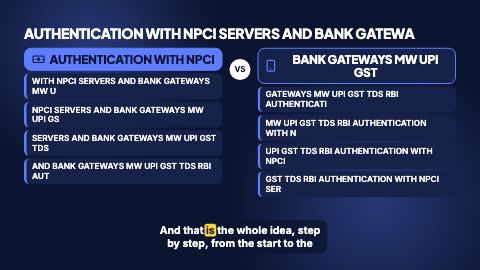 AUTHENTICATION WITH NPCI SERVERS AND BANK GATEWA
AUTHENTICATION WITH NPCI
WITH NPCI SERVERS AND BANK GATEWAYS
MW U
NPCI SERVERS AND BANK GATEWAYS MW
UPI GS
SERVERS AND BANK GATEWAYS MW UPI GST
TDS
AND BANK GATEWAYS MW UPI GST TDS RBI
AUT
VS
BANK GATEWAYS MW UPI
GST
GATEWAYS MW UPI GST TDS RBI
AUTHENTICATI
MW UPI GST TDS RBI AUTHENTICATION
WITH N
UPI GST TDS RBI AUTHENTICATION WITH
NPCI
GST TDS RBI AUTHENTICATION WITH NPCI
SER
And that is the whole idea, step
by step, from the start to the